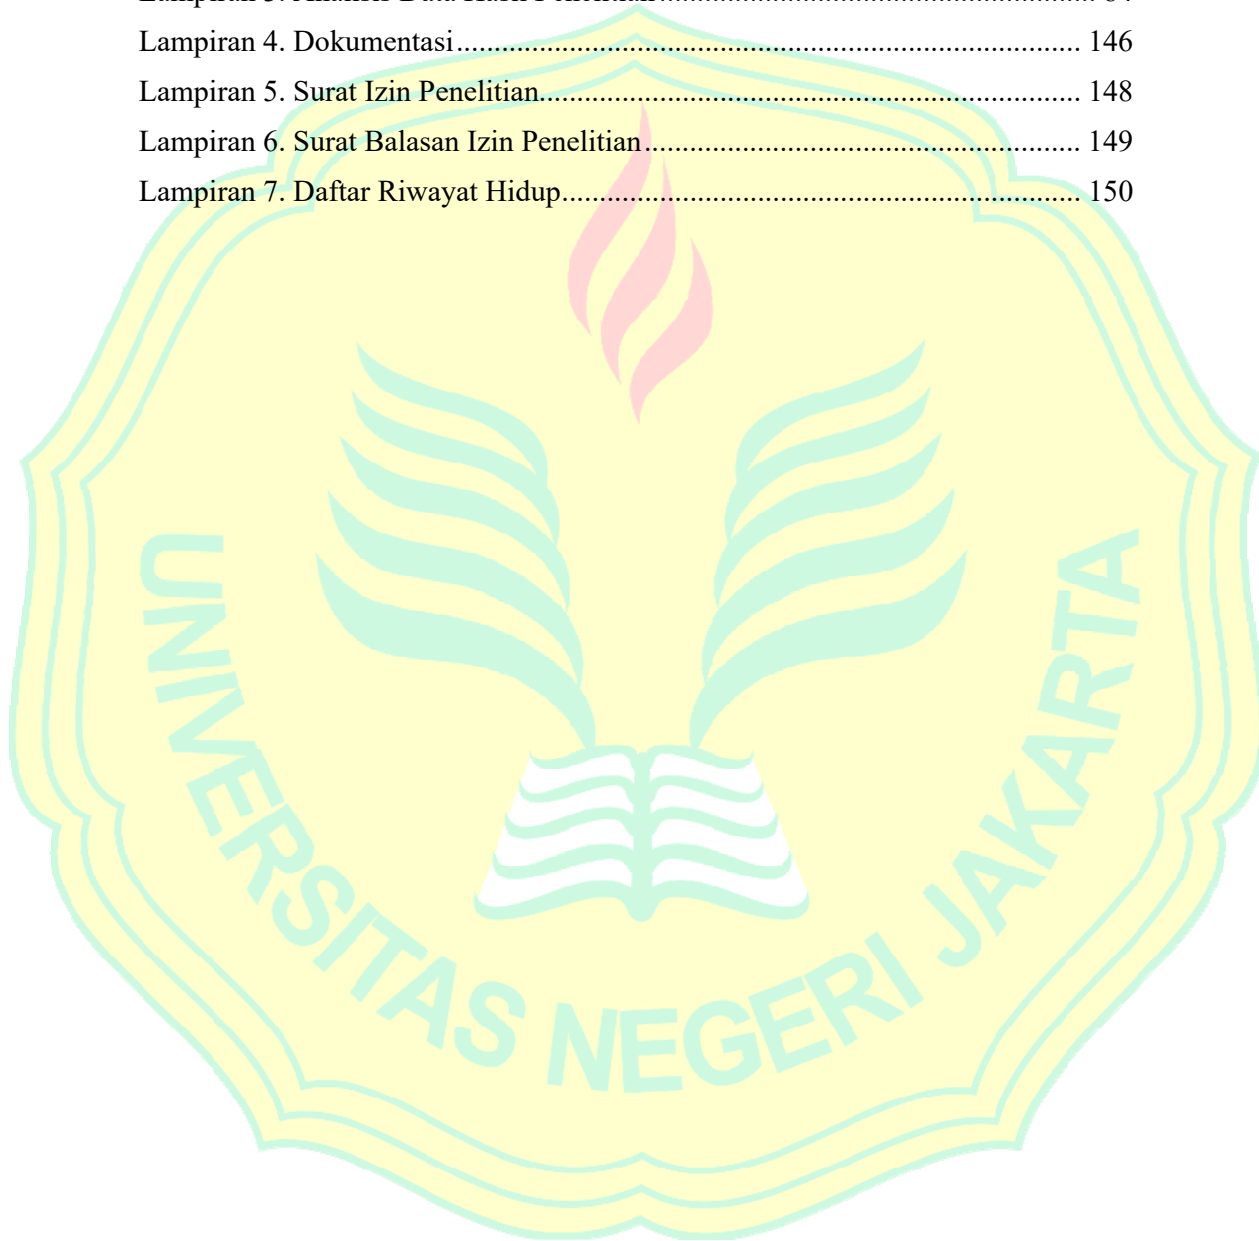 Lampiran 4. Dokumentasi........................................................................................ 146
Lampiran 5. Surat Izin Penelitian............................................................................ 148
Lampiran 6. Surat Balasan Izin Penelitian............................................................. 149
Lampiran 7. Daftar Riwayat Hidup......................................................................... 150
UNIVERSITAS NEGERI JAKARTA